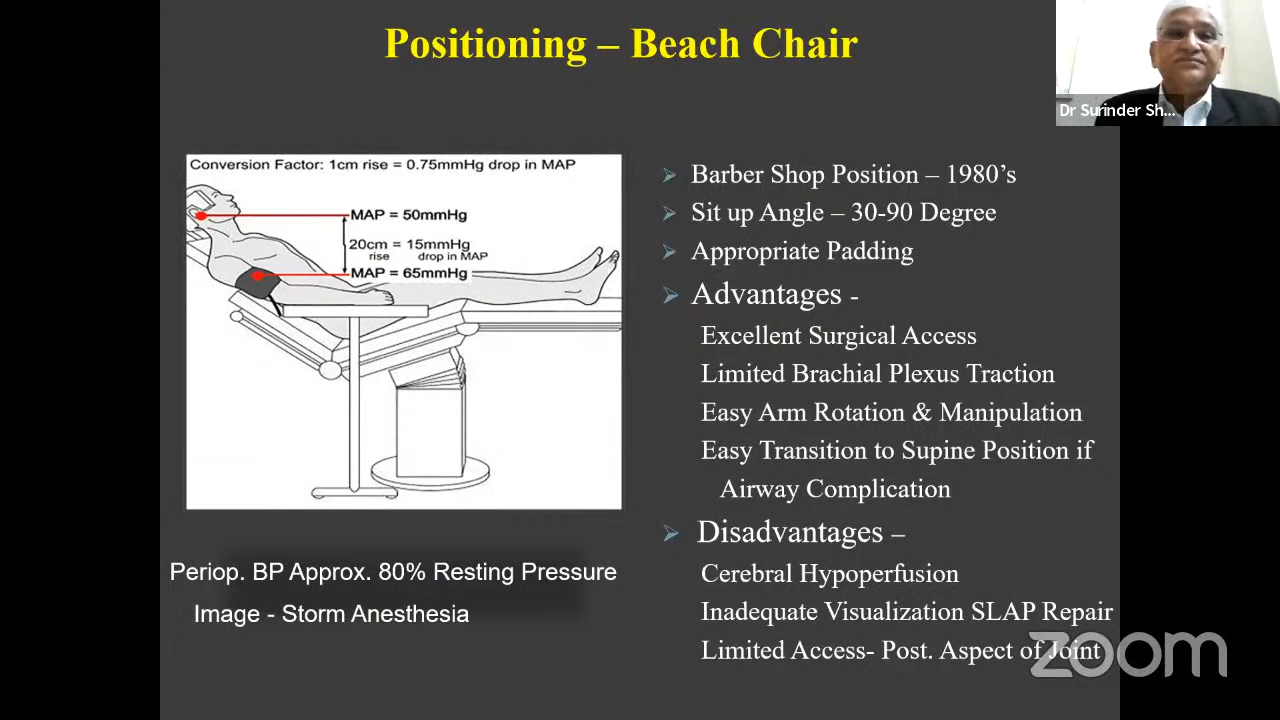 Positioning – Beach Chair
Dr Surinder Sh...
Conversion Factor: 1cm rise = 0.75mmHg drop in MAP
MAP = 50mmHg
20cm = 15mmHg
rise drop in MAP
MAP = 65mmHg
Periop. BP Approx. 80% Resting Pressure
Image - Storm Anesthesia
Barber Shop Position – 1980’s
Sit up Angle – 30-90 Degree
Appropriate Padding
Advantages -
Excellent Surgical Access
Limited Brachial Plexus Traction
Easy Arm Rotation & Manipulation
Easy Transition to Supine Position if
Airway Complication
Disadvantages –
Cerebral Hypoperfusion
Inadequate Visualization SLAP Repair
Limited Access- Post. Aspect of Joint
zoom